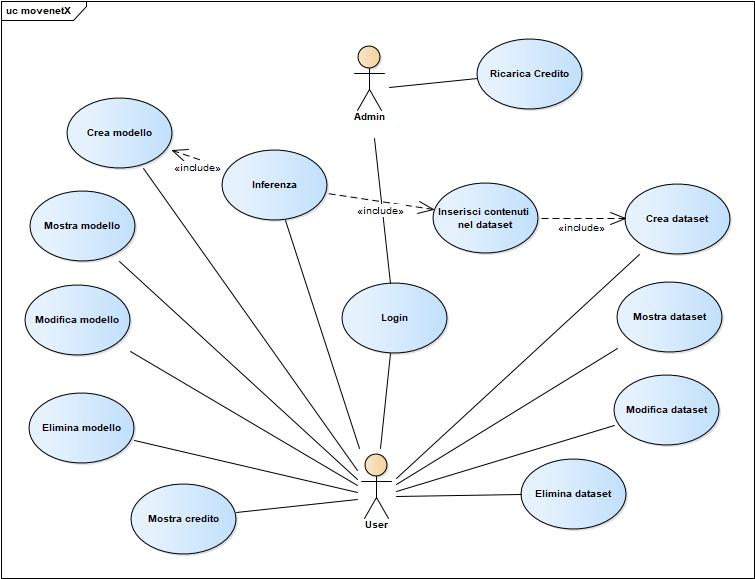 uc movenetX
Ricarica Credito
Admin
Crea modello
«include»
Inferenza
«include»
Inserisci contenuti
nel dataset
«include»
Crea dataset
Mostra modello
Modifica modello
Login
Mostra dataset
Elimina modello
Modifica dataset
Mostra credito
User
Elimina dataset